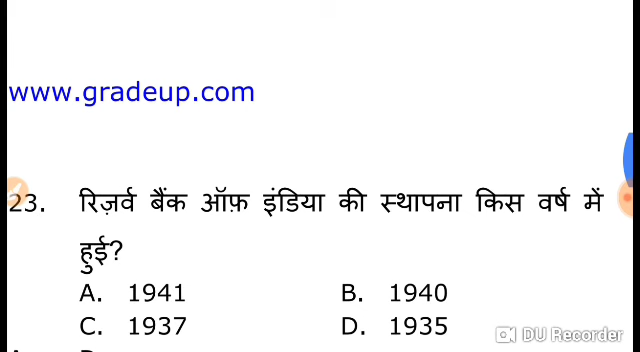 www.gradeup.com
23. रिज़र्व बैंक ऑफ़ इंडिया की स्थापना किस वर्ष में
हुई?
A. 1941 B. 1940
C. 1937 D. 1935
DU Recorder